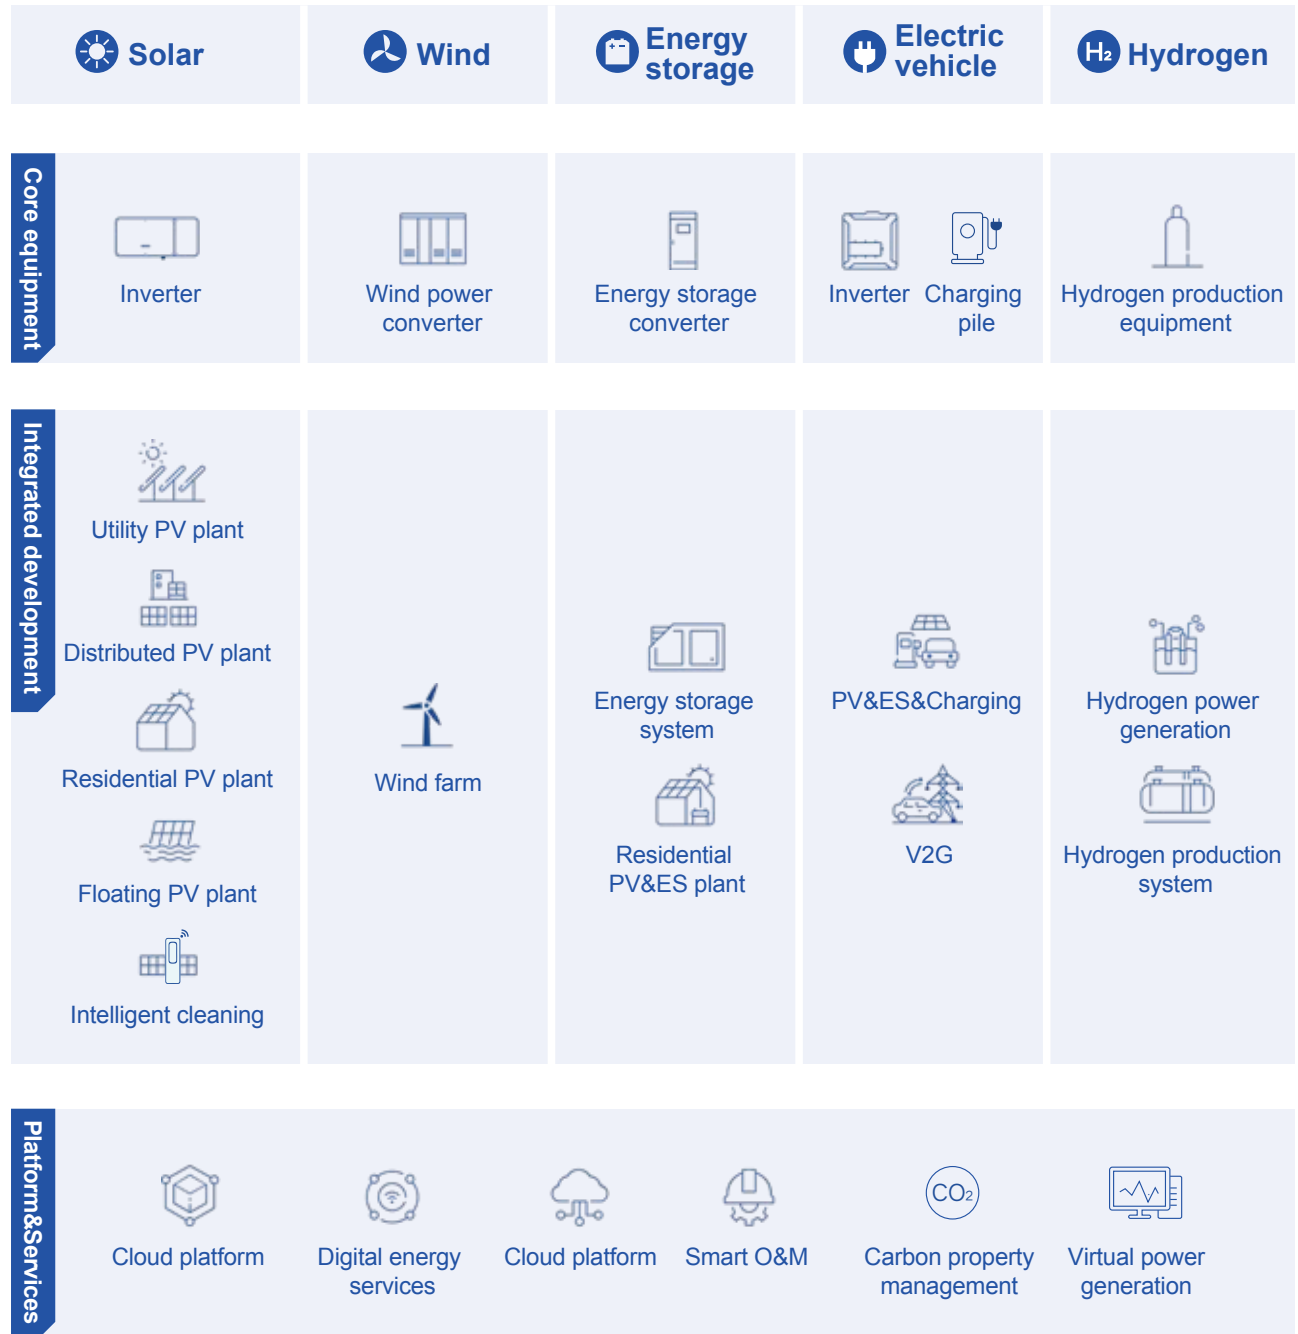 Solar
Wind
Energy
storage
Electric
vehicle
H₂ Hydrogen
Core equipment
Inverter
Wind power
converter
Energy storage
converter
Inverter
Charging
pile
Hydrogen production
equipment
Integrated development
Utility PV plant
Distributed PV plant
Residential PV plant
Floating PV plant
Intelligent cleaning
Wind farm
Energy storage
system
Residential
PV&ES plant
PV&ES&Charging
V2G
Hydrogen power
generation
Hydrogen production
system
Platform&Services
Cloud platform
Digital energy
services
Cloud platform
Smart O&M
CO₂
Carbon property
management
Virtual power
generation